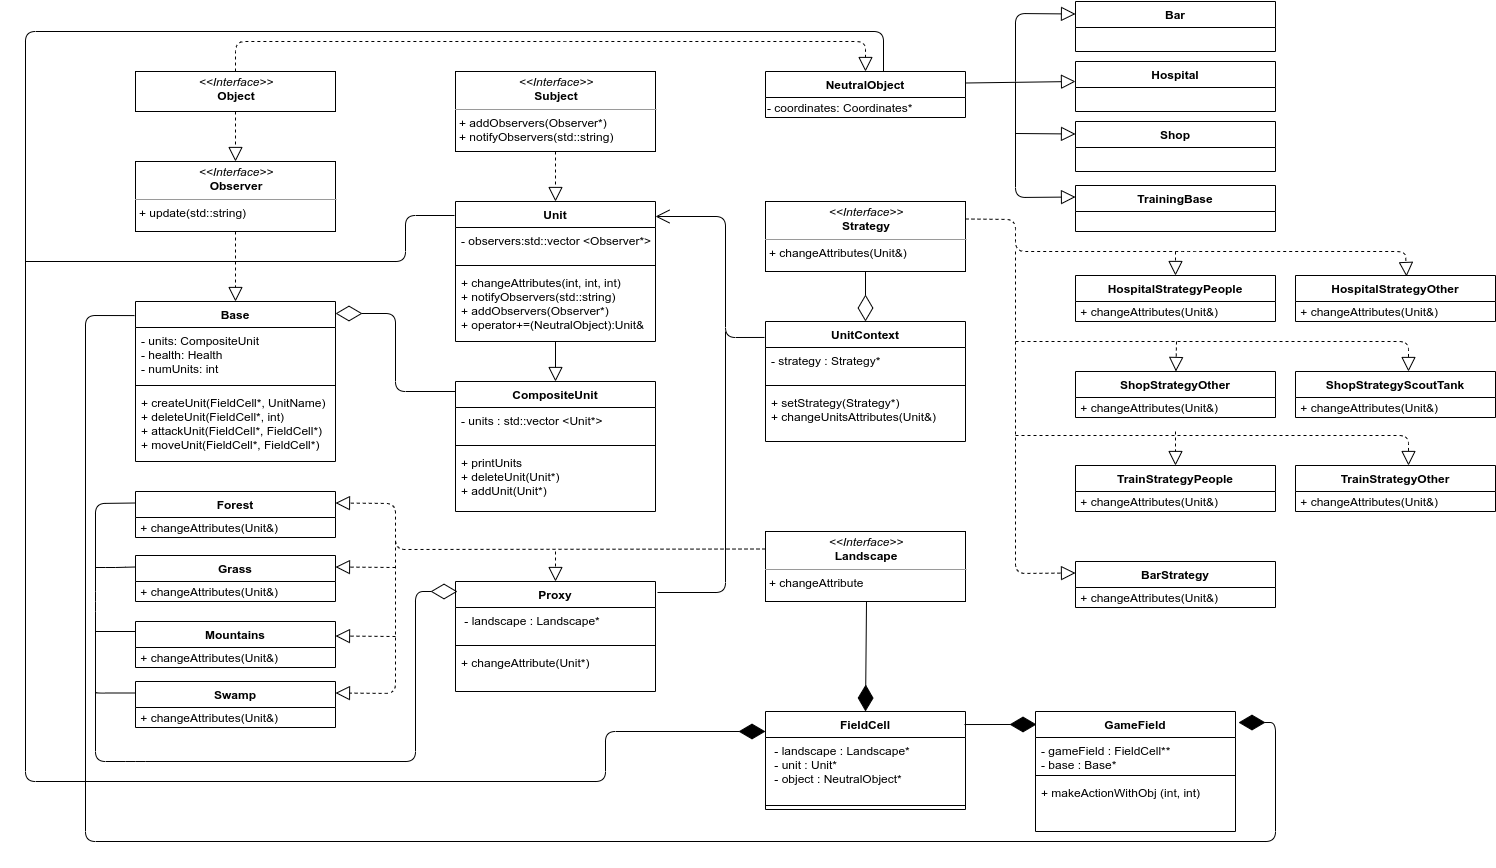 <<Interface>>
Object
<<Interface>>
Observer
+ update(std::string)
<<Interface>>
Subject
+ addObservers(Observer*)
+ notifyObservers(std::string)
NeutralObject
- coordinates: Coordinates*
Bar
Hospital
Shop
TrainingBase
Unit
- observers:std::vector <Observer*>
+ changeAttributes(int, int, int)
+ notifyObservers(std::string)
+ addObservers(Observer*)
+ operator+=(NeutralObject):Unit&
<<Interface>>
Strategy
+ changeAttributes(Unit&)
HospitalStrategyPeople
+ changeAttributes(Unit&)
HospitalStrategyOther
+ changeAttributes(Unit&)
Base
- units: CompositeUnit
- health: Health
- numUnits: int
+ createUnit(FieldCell*, UnitName)
+ deleteUnit(FieldCell*, int)
+ attackUnit(FieldCell*, FieldCell*)
+ moveUnit(FieldCell*, FieldCell*)
CompositeUnit
- units : std::vector <Unit*>
+ printUnits
+ deleteUnit(Unit*)
+ addUnit(Unit*)
UnitContext
- strategy : Strategy*
+ setStrategy(Strategy*)
+ changeUnitsAttributes(Unit&)
ShopStrategyOther
+ changeAttributes(Unit&)
ShopStrategyScoutTank
+ changeAttributes(Unit&)
TrainStrategyPeople
+ changeAttributes(Unit&)
TrainStrategyOther
+ changeAttributes(Unit&)
Forest
+ changeAttributes(Unit&)
Grass
+ changeAttributes(Unit&)
Mountains
+ changeAttributes(Unit&)
Swamp
+ changeAttributes(Unit&)
Proxy
- landscape : Landscape*
+ changeAttribute(Unit*)
<<Interface>>
Landscape
+ changeAttribute
BarStrategy
+ changeAttributes(Unit&)
FieldCell
- landscape : Landscape*
- unit : Unit*
- object : NeutralObject*
GameField
- gameField : FieldCell**
- base : Base*
+ makeActionWithObj (int, int)